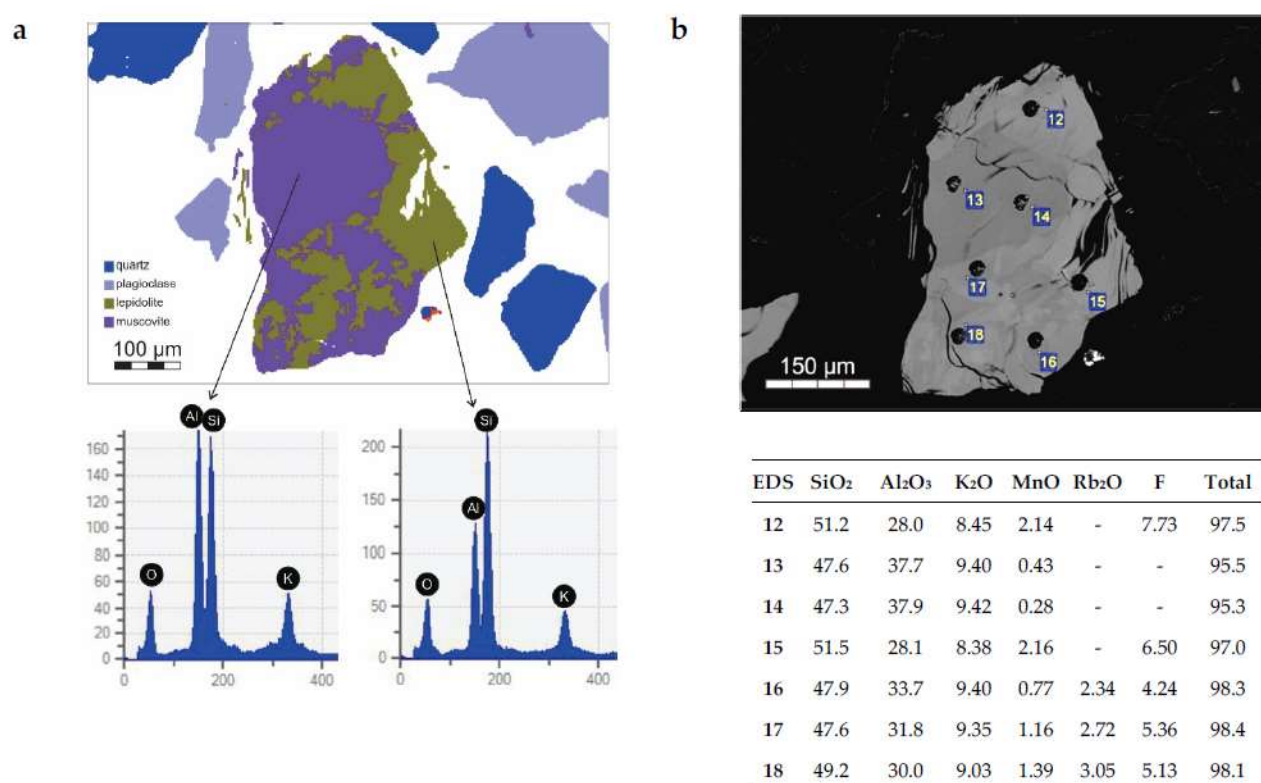 a
quartz
plagioclase
lepidolite
muscovite
100 µm
Al
Si
O
K
160
140
120
100
80
60
40
20
0
0
200
400
Si
Al
O
K
200
150
100
50
0
0
200
400
b
12
13
14
17
15
18
16
150 µm
EDS SiO₂ Al₂O₃ K₂O MnO Rb₂O F Total
12 51.2 28.0 8.45 2.14 - 7.73 97.5
13 47.6 37.7 9.40 0.43 - - 95.5
14 47.3 37.9 9.42 0.28 - - 95.3
15 51.5 28.1 8.38 2.16 - 6.50 97.0
16 47.9 33.7 9.40 0.77 2.34 4.24 98.3
17 47.6 31.8 9.35 1.16 2.72 5.36 98.4
18 49.2 30.0 9.03 1.39 3.05 5.13 98.1